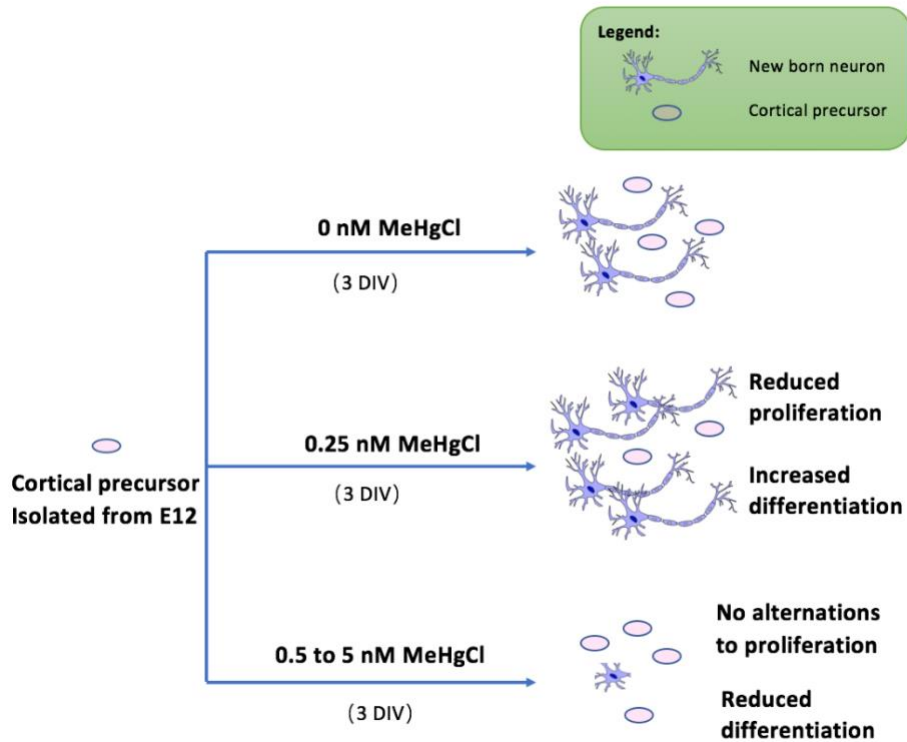 Legend:
New born neuron
Cortical precursor
0 nM MeHgCl
(3 DIV)
Reduced
proliferation
0.25 nM MeHgCl
(3 DIV)
Increased
differentiation
Cortical precursor
Isolated from E12
No alternations
to proliferation
0.5 to 5 nM MeHgCl
(3 DIV)
Reduced
differentiation